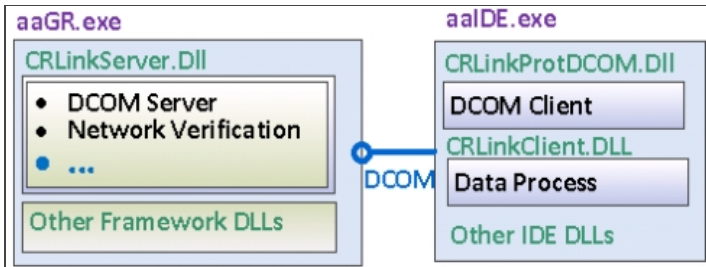 aaGR.exe
CRLinkServer.Dll
• DCOM Server
• Network Verification
• ...
Other Framework DLLs
DCOM
aaIDE.exe
CRLinkProtDCOM.Dll
DCOM Client
CRLinkClient.DLL
Data Process
Other IDE DLLs